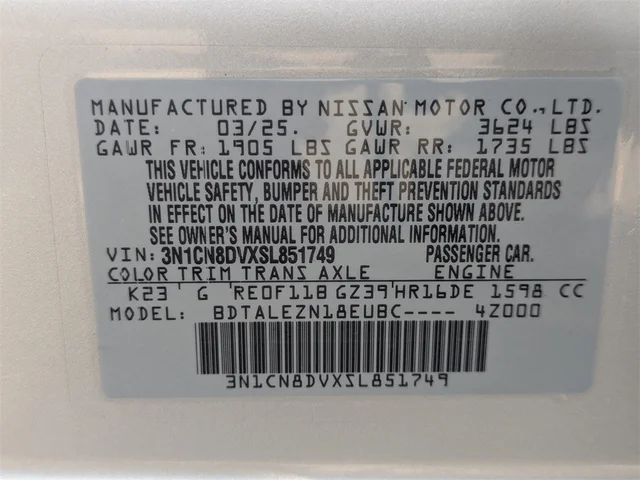 MANUFACTURED BY NISSAN MOTOR CO., LTD.
DATE: 03/25. GVWR: 3624 LBS
GAWR FR: 1905 LBS GAWR RR: 1735 LBS
THIS VEHICLE CONFORMS TO ALL APPLICABLE FEDERAL MOTOR
VEHICLE SAFETY, BUMPER AND THEFT PREVENTION STANDARDS
IN EFFECT ON THE DATE OF MANUFACTURE SHOWN ABOVE.
SEE OWNER'S MANUAL FOR ADDITIONAL INFORMATION.
VIN: 3N1CN8DVXSL851749 PASSENGER CAR.
COLOR TRIM TRANS AXLE ENGINE
K23 G RE0F11B GZ39 HR16DE 1598 CC
MODEL: BDTALEZN18EUBC---- 4Z000
3N1CN8DVXSL851749